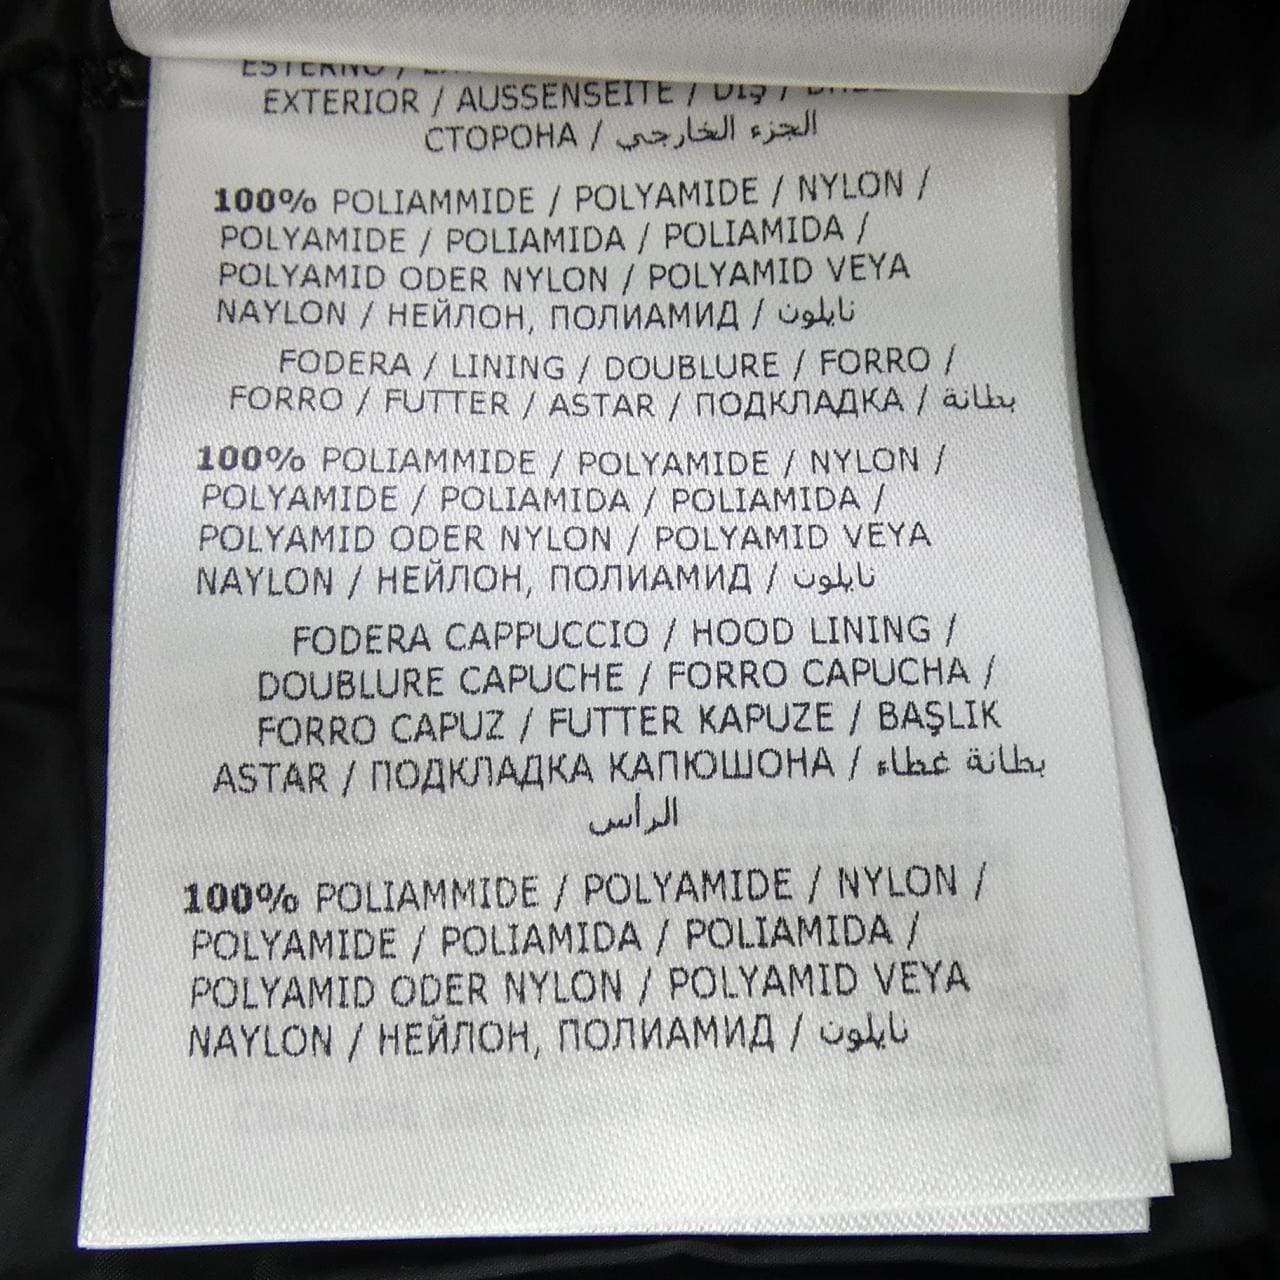 ESTERNO /
EXTERIOR / AUSSENSEITE / DIŞ /
СТОРОНА / الجزء الخارجي
100% POLIAMMIDE / POLYAMIDE / NYLON /
POLYAMIDE / POLIAMIDA / POLIAMIDA /
POLYAMID ODER NYLON / POLYAMID VEYA
NAYLON / НЕЙЛОН, ПОЛИАМИД / نايلون
FODERA / LINING / DOUBLURE / FORRO /
FORRO / FUTTER / ASTAR / ПОДКЛАДКА / بطانة
100% POLIAMMIDE / POLYAMIDE / NYLON /
POLYAMIDE / POLIAMIDA / POLIAMIDA /
POLYAMID ODER NYLON / POLYAMID VEYA
NAYLON / НЕЙЛОН, ПОЛИАМИД / نايلون
FODERA CAPPUCCIO / HOOD LINING /
DOUBLURE CAPUCHE / FORRO CAPUCHA /
FORRO CAPUZ / FUTTER KAPUZE / BAŞLIK
ASTAR / ПОДКЛАДКА КАПЮШОНА / بطانة غطاء
الرأس
100% POLIAMMIDE / POLYAMIDE / NYLON /
POLYAMIDE / POLIAMIDA / POLIAMIDA /
POLYAMID ODER NYLON / POLYAMID VEYA
NAYLON / НЕЙЛОН, ПОЛИАМИД / نايلون